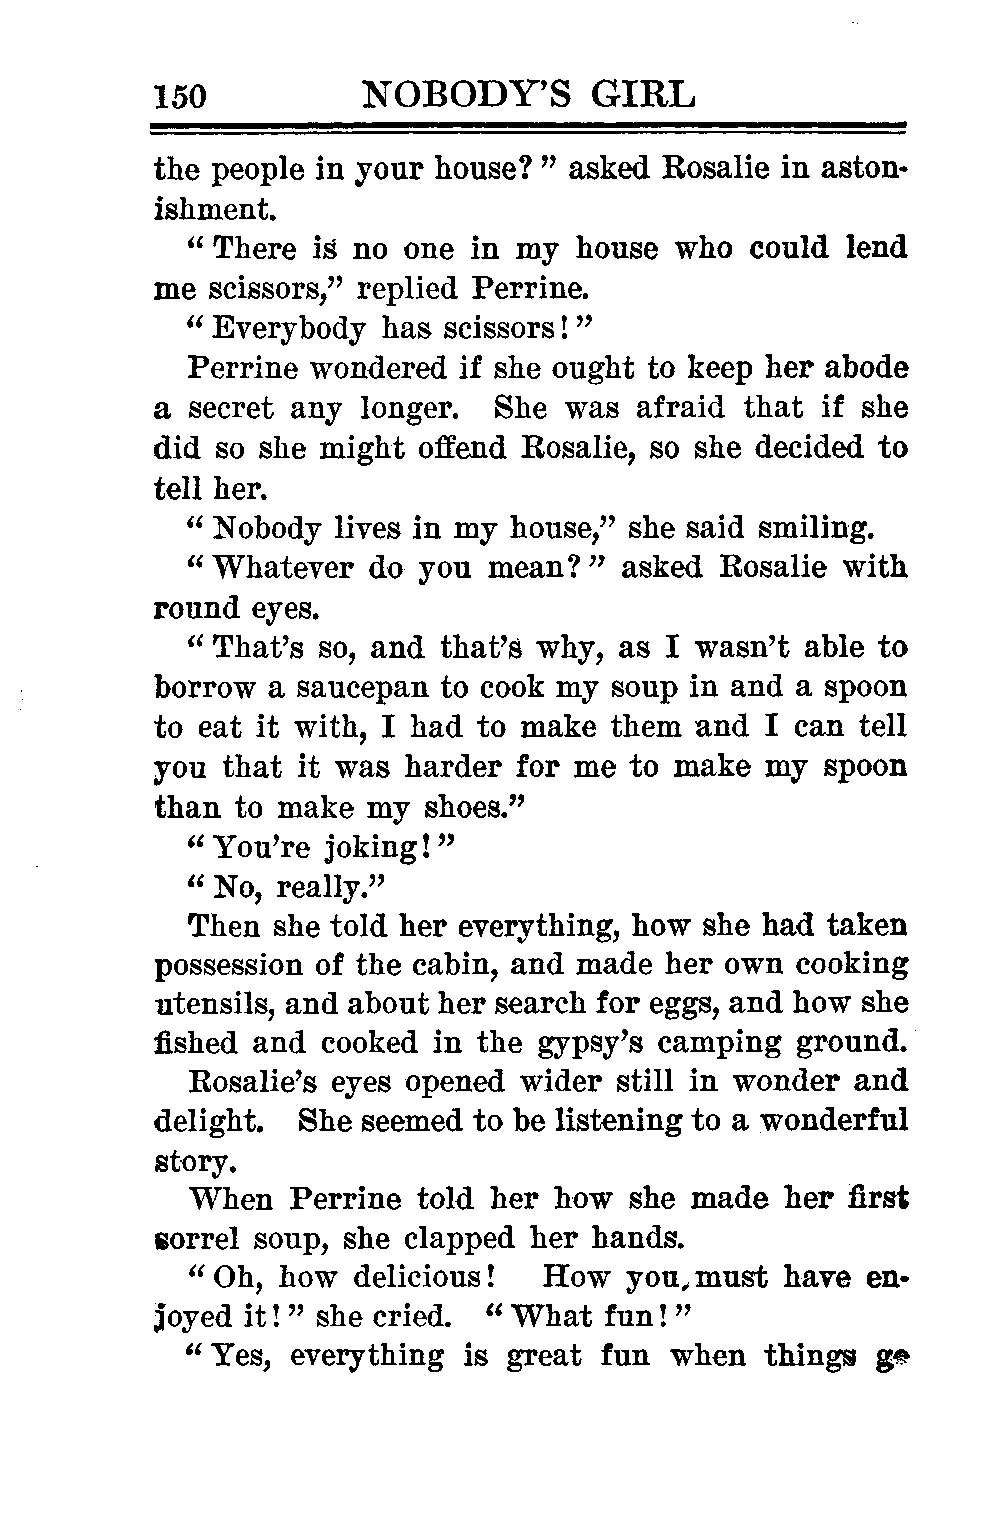 150 NOBODY'S GIRL
the people in your house?" asked Rosalie in aston-
ishment.
"There is no one in my house who could lend
me scissors," replied Perrine.
"Everybody has scissors!"
Perrine wondered if she ought to keep her abode
a secret any longer. She was afraid that if she
did so she might offend Rosalie, so she decided to
tell her.
"Nobody lives in my house," she said smiling.
"Whatever do you mean?" asked Rosalie with
round eyes.
"That's so, and that's why, as I wasn't able to
borrow a saucepan to cook my soup in and a spoon
to eat it with, I had to make them and I can tell
you that it was harder for me to make my spoon
than to make my shoes."
"You're joking!"
"No, really."
Then she told her everything, how she had taken
possession of the cabin, and made her own cooking
utensils, and about her search for eggs, and how she
fished and cooked in the gypsy's camping ground.
Rosalie's eyes opened wider still in wonder and
delight. She seemed to be listening to a wonderful
story.
When Perrine told her how she made her first
sorrel soup, she clapped her hands.
"Oh, how delicious! How you must have en-
joyed it!" she cried. "What fun!"
"Yes, everything is great fun when things go